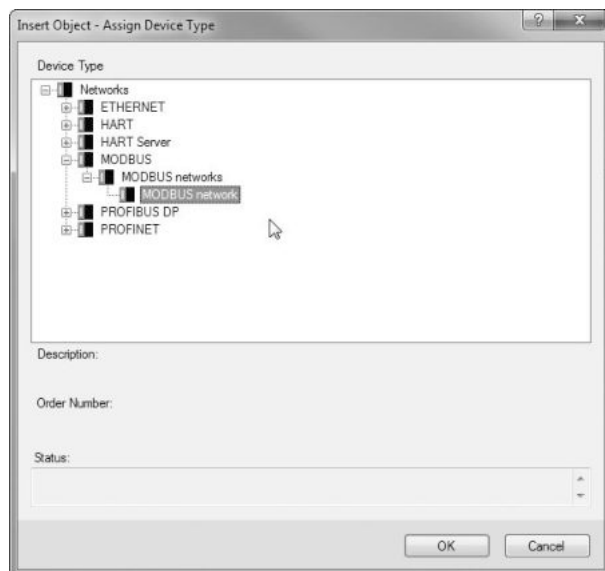 Insert Object - Assign Device Type
Device Type
Networks
ETHERNET
HART
HART Server
MODBUS
MODBUS networks
MODBUS network
PROFIBUS DP
PROFINET
Description:
Order Number:
Status:
OK Cancel